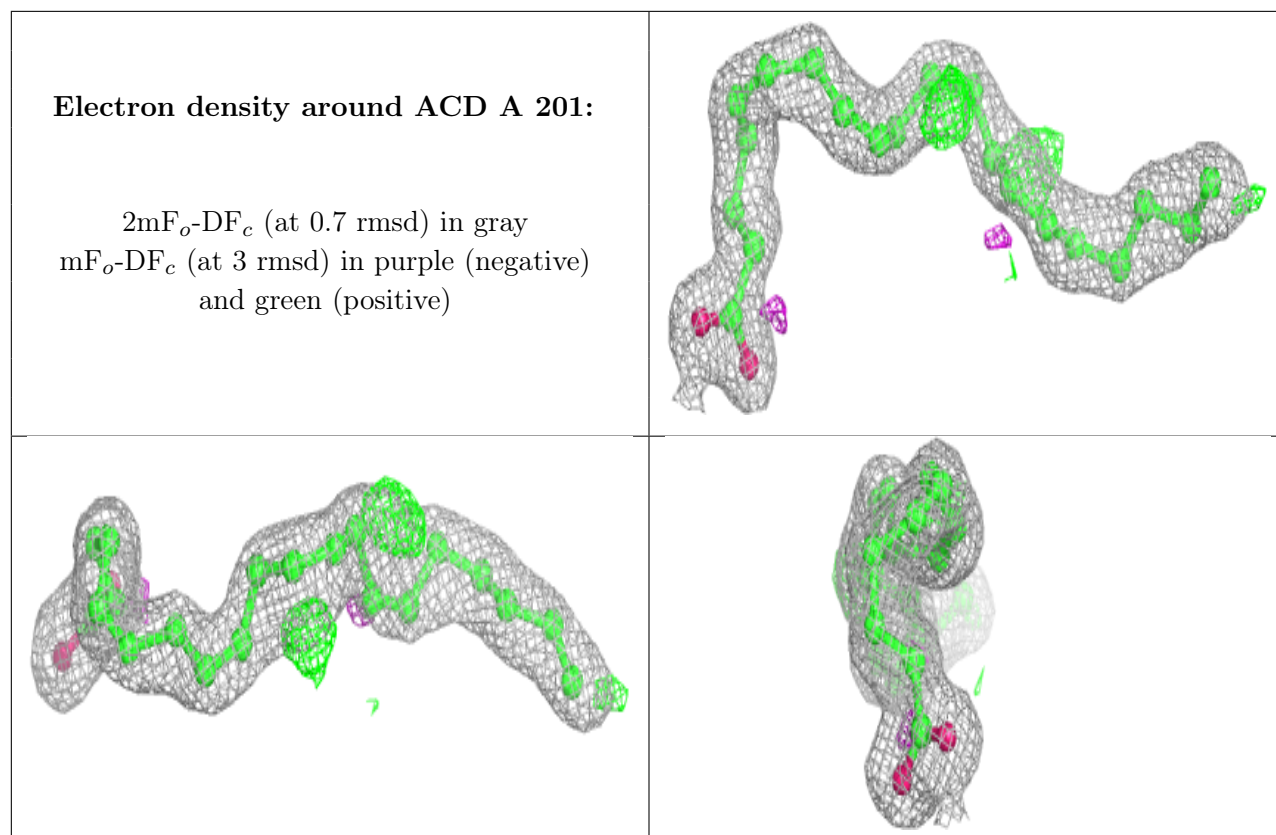 Electron density around ACD A 201:
2mFo-DFc (at 0.7 rmsd) in gray
mFo-DFc (at 3 rmsd) in purple (negative)
and green (positive)